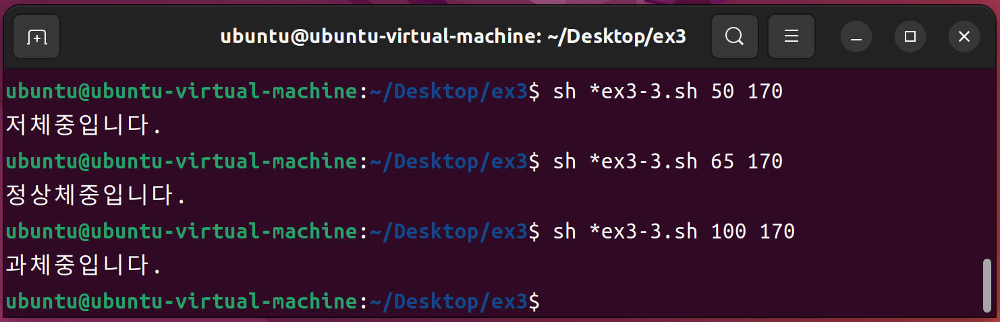 ubuntu@ubuntu-virtual-machine: ~/Desktop/ex3
ubuntu@ubuntu-virtual-machine:~/Desktop/ex3$ sh *ex3-3.sh 50 170
저체중입니다.
ubuntu@ubuntu-virtual-machine:~/Desktop/ex3$ sh *ex3-3.sh 65 170
정상체중입니다.
ubuntu@ubuntu-virtual-machine:~/Desktop/ex3$ sh *ex3-3.sh 100 170
과체중입니다.
ubuntu@ubuntu-virtual-machine:~/Desktop/ex3$